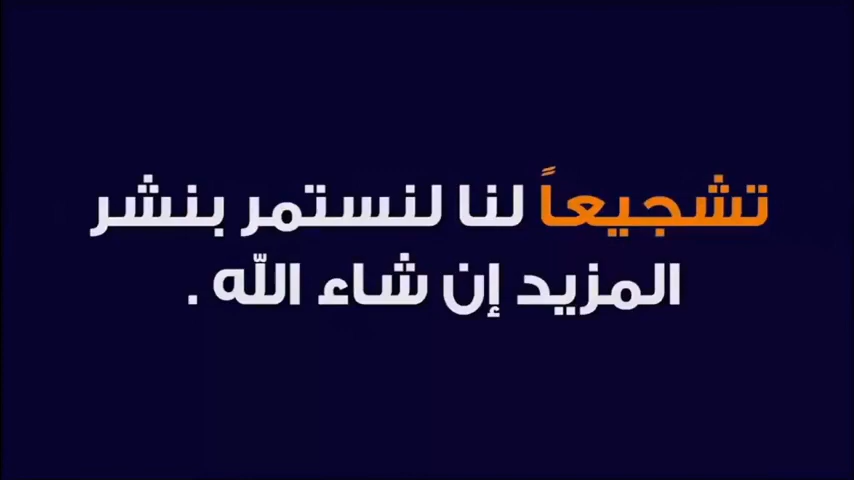 تشجيعاً لنا لنستمر بنشر
المزيد إن شاء الله .